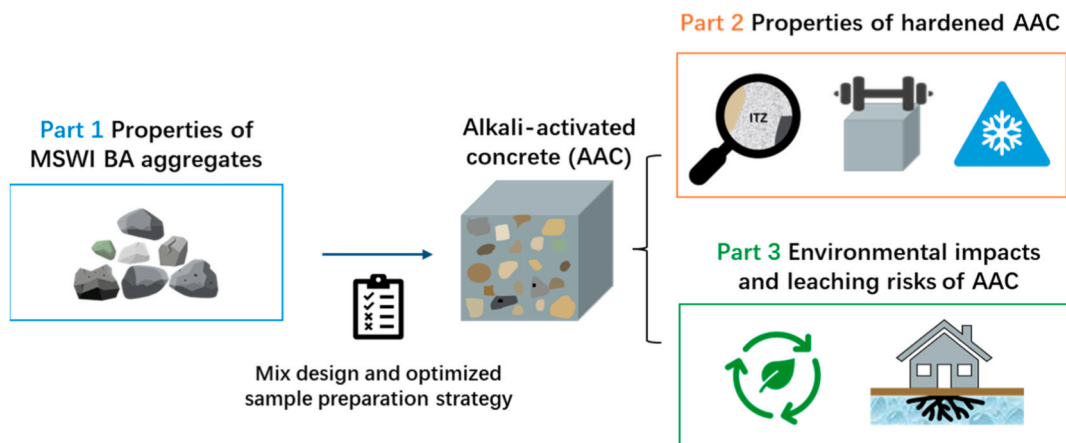 Part 1 Properties of
MSWI BA aggregates
Mix design and optimized
sample preparation strategy
Alkali-activated
concrete (AAC)
Part 2 Properties of hardened AAC
ITZ
Part 3 Environmental impacts
and leaching risks of AAC